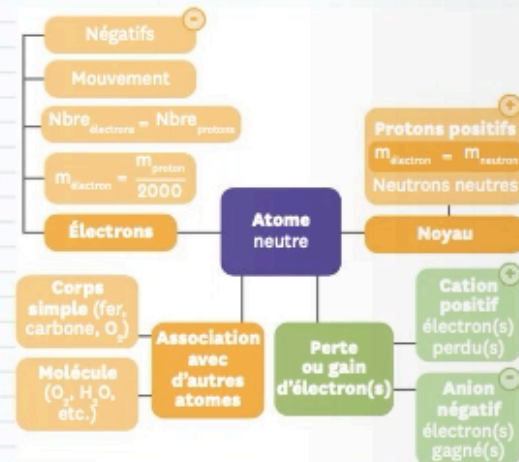 −
Négatifs
Mouvement
Nbre électrons = Nbre protons
m électron = m proton / 2000
Électrons
Atome
neutre
+
Protons positifs
m électron = m neutron
Neutrons neutres
Noyau
Corps
simple (fer,
carbone, O₂)
Molécule
(O₂, H₂O,
etc.)
Association
avec
d'autres
atomes
Perte
ou gain
d'électron(s)
+
Cation
positif
électron(s)
perdu(s)
−
Anion
négatif
électron(s)
gagné(s)